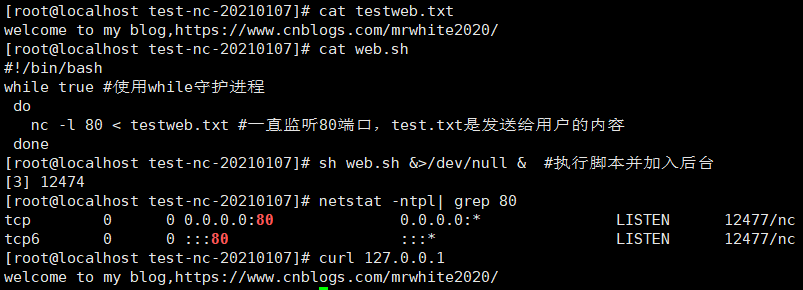 [root@localhost test-nc-20210107]# cat testweb.txt
welcome to my blog,https://www.cnblogs.com/mrwhite2020/
[root@localhost test-nc-20210107]# cat web.sh
#!/bin/bash
while true #使用while守护进程
 do
   nc -l 80 < testweb.txt #一直监听80端口，test.txt是发送给用户的内容
 done
[root@localhost test-nc-20210107]# sh web.sh &>/dev/null &  #执行脚本并加入后台
[3] 12474
[root@localhost test-nc-20210107]# netstat -ntpl| grep 80
tcp        0      0 0.0.0.0:80              0.0.0.0:*               LISTEN      12477/nc
tcp6       0      0 :::80                   :::*                    LISTEN      12477/nc
[root@localhost test-nc-20210107]# curl 127.0.0.1
welcome to my blog,https://www.cnblogs.com/mrwhite2020/